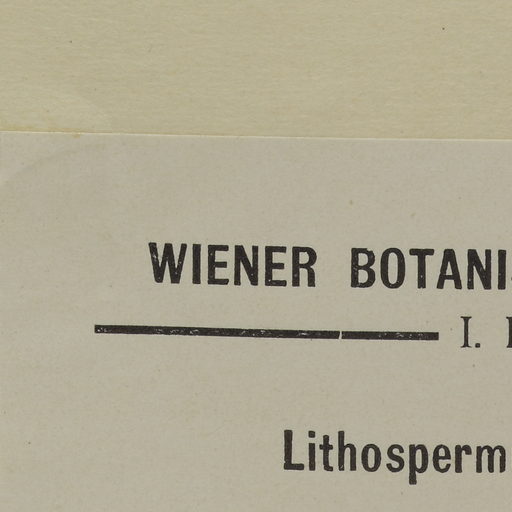 WIENER BOTANI
I.
Lithosperm